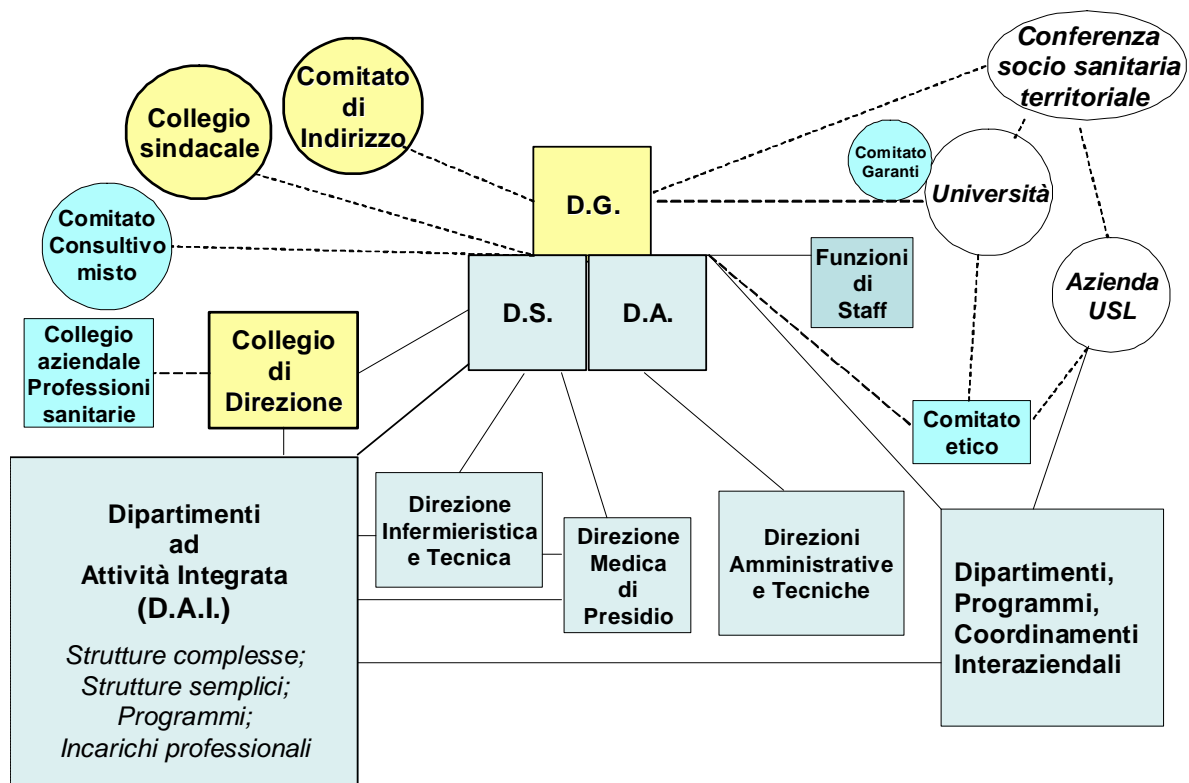 Conferenza
socio sanitaria
territoriale
Comitato
di
Indirizzo
Collegio
sindacale
Comitato
Garanti
Università
D.G.
Comitato
Consultivo
misto
Funzioni
di
Staff
Azienda
USL
D.S.
D.A.
Collegio
aziendale
Professioni
sanitarie
Collegio
di
Direzione
Comitato
etico
Dipartimenti
ad
Attività Integrata
(D.A.I.)
Strutture complesse;
Strutture semplici;
Programmi;
Incarichi professionali
Direzione
Infermieristica
e Tecnica
Direzione
Medica
di
Presidio
Direzioni
Amministrative
e Tecniche
Dipartimenti,
Programmi,
Coordinamenti
Interaziendali